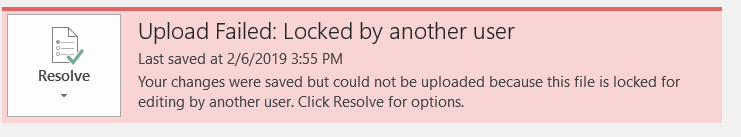 Upload Failed: Locked by another user
Resolve
Last saved at 2/6/2019 3:55 PM
Your changes were saved but could not be uploaded because this file is locked for
editing by another user. Click Resolve for options.